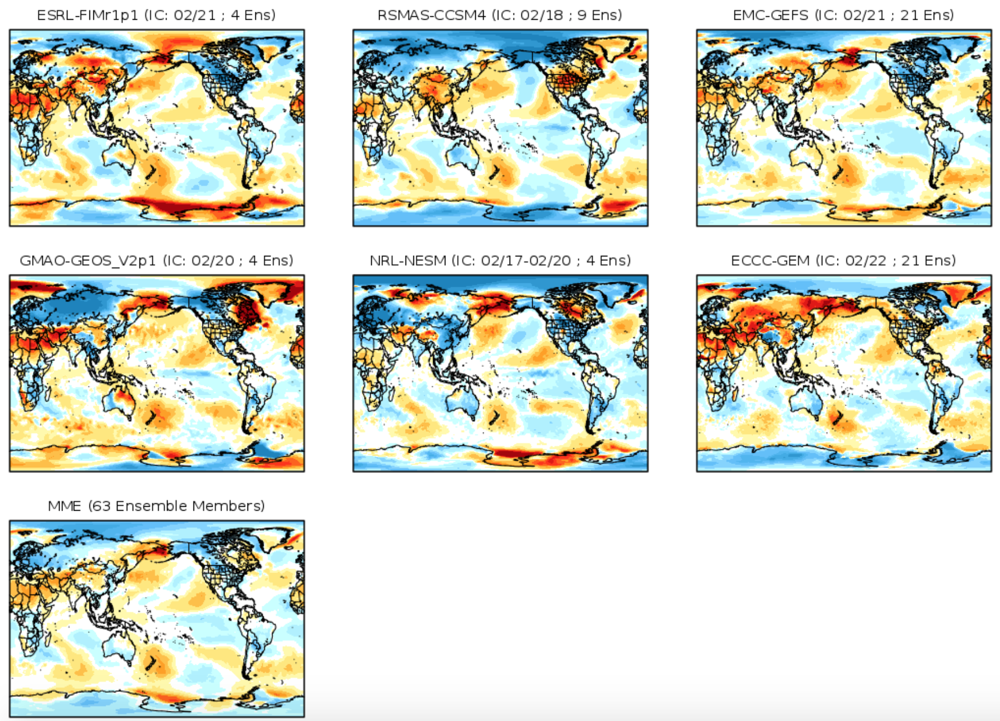 ESRL-FIMr1p1 (IC: 02/21 ; 4 Ens)
RSMAS-CCSM4 (IC: 02/18 ; 9 Ens)
EMC-GEFS (IC: 02/21 ; 21 Ens)
GMAO-GEOS_V2p1 (IC: 02/20 ; 4 Ens)
NRL-NESM (IC: 02/17-02/20 ; 4 Ens)
ECCC-GEM (IC: 02/22 ; 21 Ens)
MME (63 Ensemble Members)